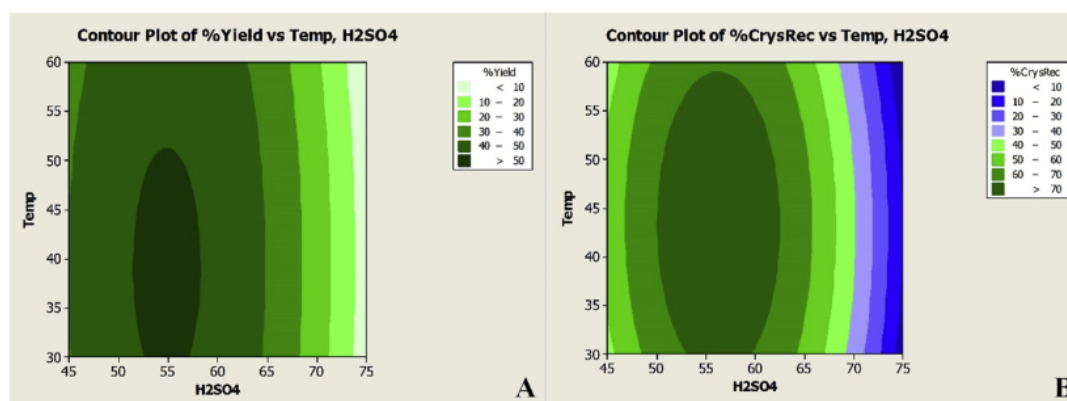 Contour Plot of %Yield vs Temp, H2SO4
60
55
50
45
40
35
30
Temp
45
50
55
60
65
70
75
H2SO4
%Yield
< 10
10 – 20
20 – 30
30 – 40
40 – 50
> 50
A
Contour Plot of %CrysRec vs Temp, H2SO4
60
55
50
45
40
35
30
Temp
45
50
55
60
65
70
75
H2SO4
%CrysRec
< 10
10 – 20
20 – 30
30 – 40
40 – 50
50 – 60
60 – 70
> 70
B